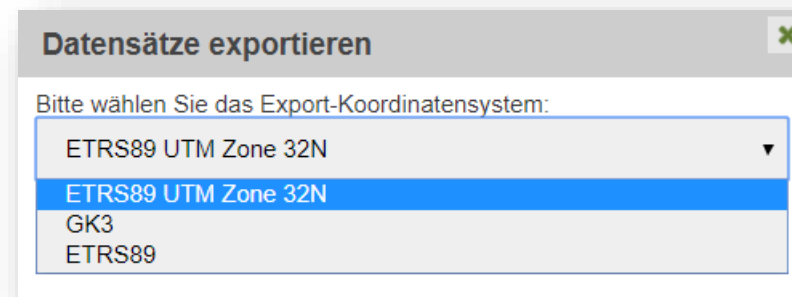 Datensätze exportieren
Bitte wählen Sie das Export-Koordinatensystem:
ETRS89 UTM Zone 32N
ETRS89 UTM Zone 32N
GK3
ETRS89